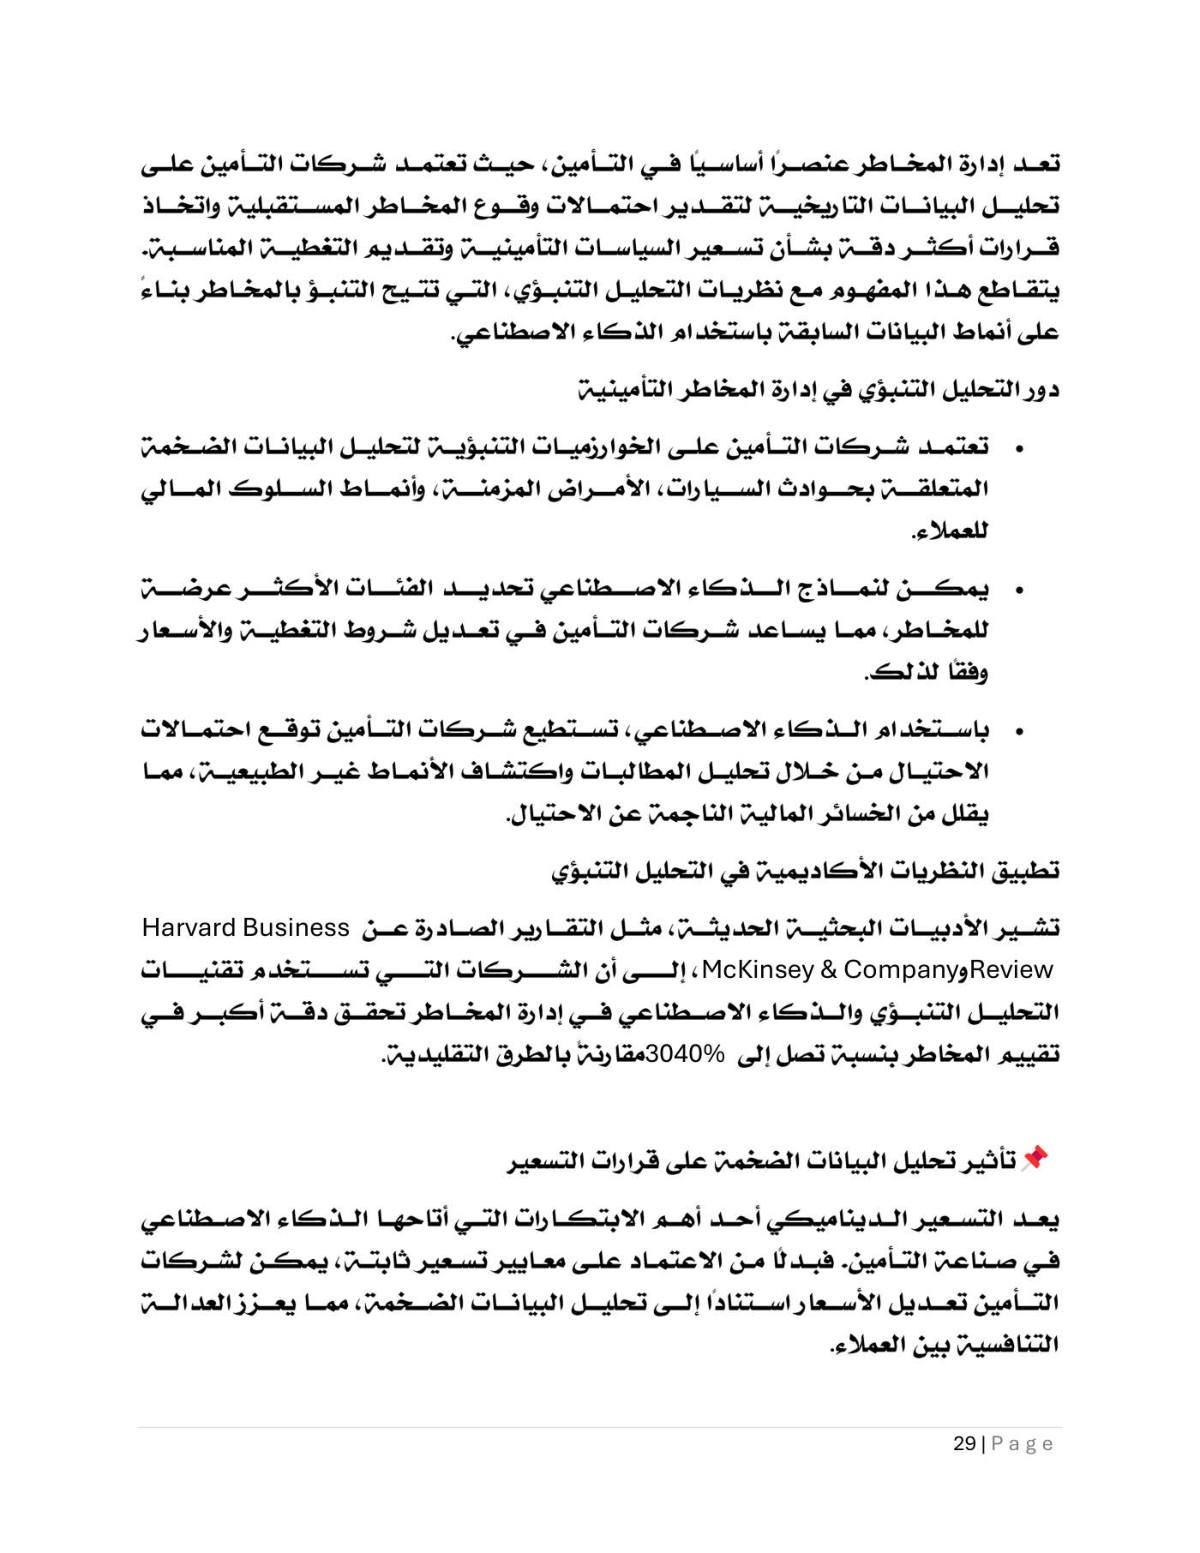 تعد إدارة المخاطر عنصرًا أساسيًا في التأمين، حيث تعتمد شركات التأمين على
تحليل البيانات التاريخية لتقدير احتمالات وقوع المخاطر المستقبلية واتخاذ
قرارات أكثر دقة بشأن تسعير السياسات التأمينية وتقديم التغطية المناسبة.
يتقاطع هذا المفهوم مع نظريات التحليل التنبؤي، التي تتيح التنبؤ بالمخاطر بناءً
على أنماط البيانات السابقة باستخدام الذكاء الاصطناعي.
دور التحليل التنبؤي في إدارة المخاطر التأمينية
• تعتمد شركات التأمين على الخوارزميات التنبؤية لتحليل البيانات الضخمة
المتعلقة بحوادث السيارات، الأمراض المزمنة، وأنماط السلوك المالي
للعملاء.
• يمكن لنماذج الذكاء الاصطناعي تحديد الفئات الأكثر عرضة
للمخاطر، مما يساعد شركات التأمين في تعديل شروط التغطية والأسعار
وفقًا لذلك.
• باستخدام الذكاء الاصطناعي، تستطيع شركات التأمين توقع احتمالات
الاحتيال من خلال تحليل المطالبات واكتشاف الأنماط غير الطبيعية، مما
يقلل من الخسائر المالية الناجمة عن الاحتيال.
تطبيق النظريات الأكاديمية في التحليل التنبؤي
تشير الأدبيات البحثية الحديثة، مثل التقارير الصادرة عن Harvard Business
Reviewو McKinsey & Company، إلى أن الشركات التي تستخدم تقنيات
التحليل التنبؤي والذكاء الاصطناعي في إدارة المخاطر تحقق دقة أكبر في
تقييم المخاطر بنسبة تصل إلى 3040% مقارنةً بالطرق التقليدية.
📌 تأثير تحليل البيانات الضخمة على قرارات التسعير
يعد التسعير الديناميكي أحد أهم الابتكارات التي أتاحها الذكاء الاصطناعي
في صناعة التأمين. فبدلًا من الاعتماد على معايير تسعير ثابتة، يمكن لشركات
التأمين تعديل الأسعار استنادًا إلى تحليل البيانات الضخمة، مما يعزز العدالة
التنافسية بين العملاء.
29 | Page